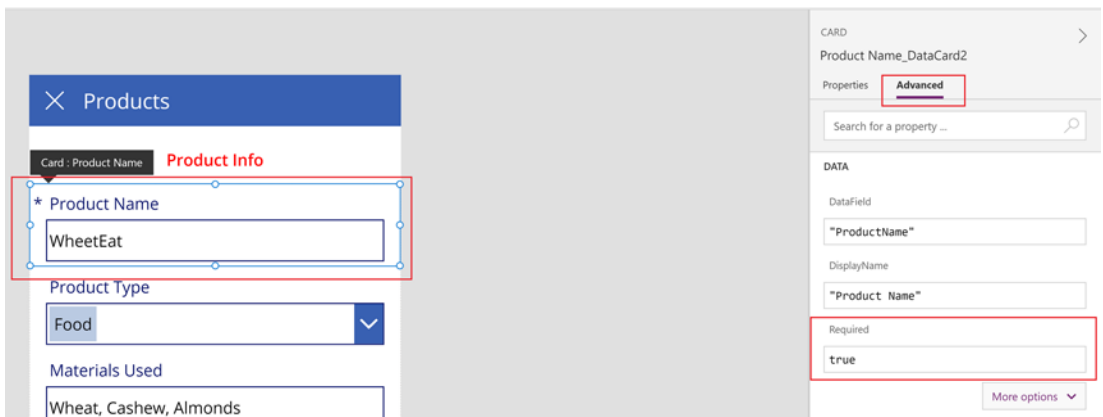 Products
Card : Product Name
Product Info
* Product Name
WheetEat
Product Type
Food
Materials Used
Wheat, Cashew, Almonds
CARD
Product Name_DataCard2
Properties Advanced
Search for a property ...
DATA
DataField
"ProductName"
DisplayName
"Product Name"
Required
true
More options